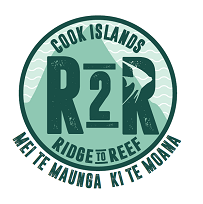 COOK ISLANDS
R2R
RIDGE TO REEF
MEI TE MAUNGA KI TE MOANA